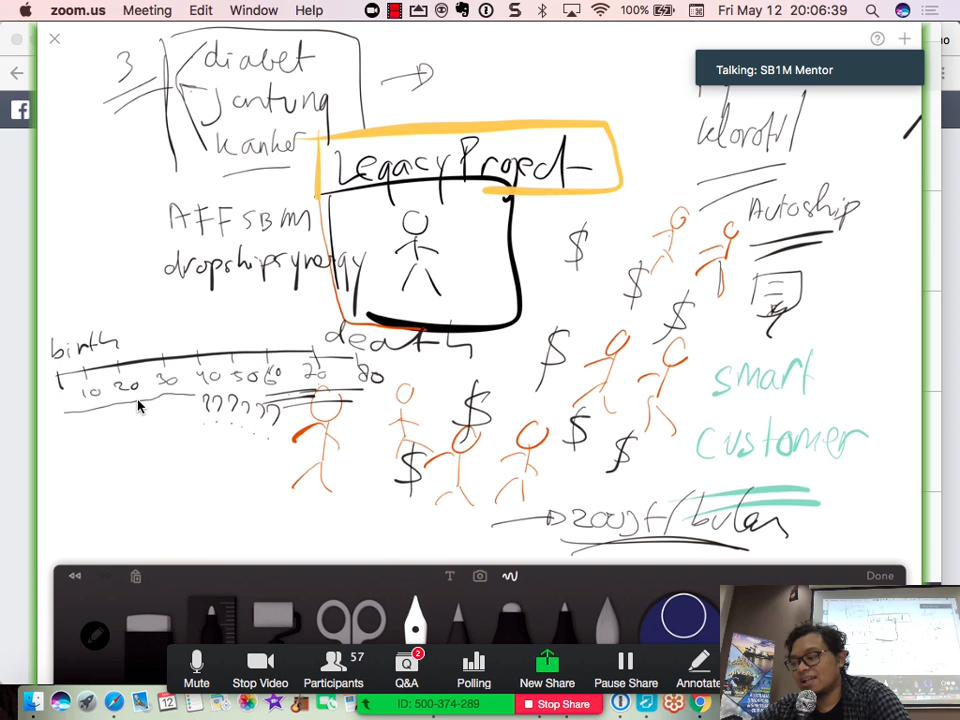 zoom.us Meeting Edit Window Help 100% Fri May 12 20:06:39
Talking: SB1M Mentor
3
diabet
jantung
kanker
klorofil
Legacy Project
Autoship
AFFSBM
dropshipsynergy
$ $ $ $ $ $ $ $
birth
death
10 20 30 40 50 60 70 80
???????
smart
customer
200jt/bulan
T
Done
57
2
Mute Stop Video Participants Q&A Polling New Share Pause Share Annotate
ID: 500-374-289 Stop Share